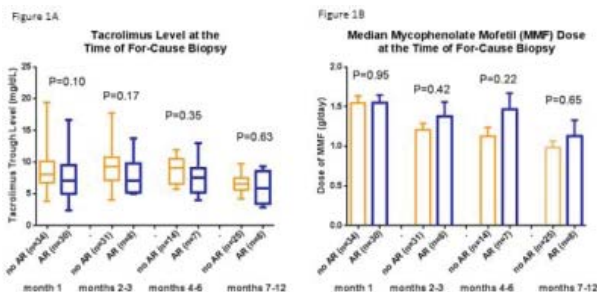 Figure 1A
Tacrolimus Level at the
Time of For-Cause Biopsy
Tacrolimus Trough Level (mg/dL)
25
20
15
10
5
0
P=0.10
P=0.17
P=0.35
P=0.63
no AR (n=34)
AR (n=30)
-
no AR (n=31)
AR (n=6)
-
no AR (n=14)
AR (n=7)
-
no AR (n=25)
AR (n=6)
month 1
months 2-3
months 4-6
months 7-12
Figure 1B
Median Mycophenolate Mofetil (MMF) Dose
at the Time of For-Cause Biopsy
Dose of MMF (g/day)
2.0
1.5
1.0
0.5
0.0
P=0.95
P=0.42
P=0.22
P=0.65
no AR (n=34)
AR (n=30)
-
no AR (n=31)
AR (n=6)
-
no AR (n=14)
AR (n=7)
-
no AR (n=25)
AR (n=6)
month 1
months 2-3
months 4-6
months 7-12